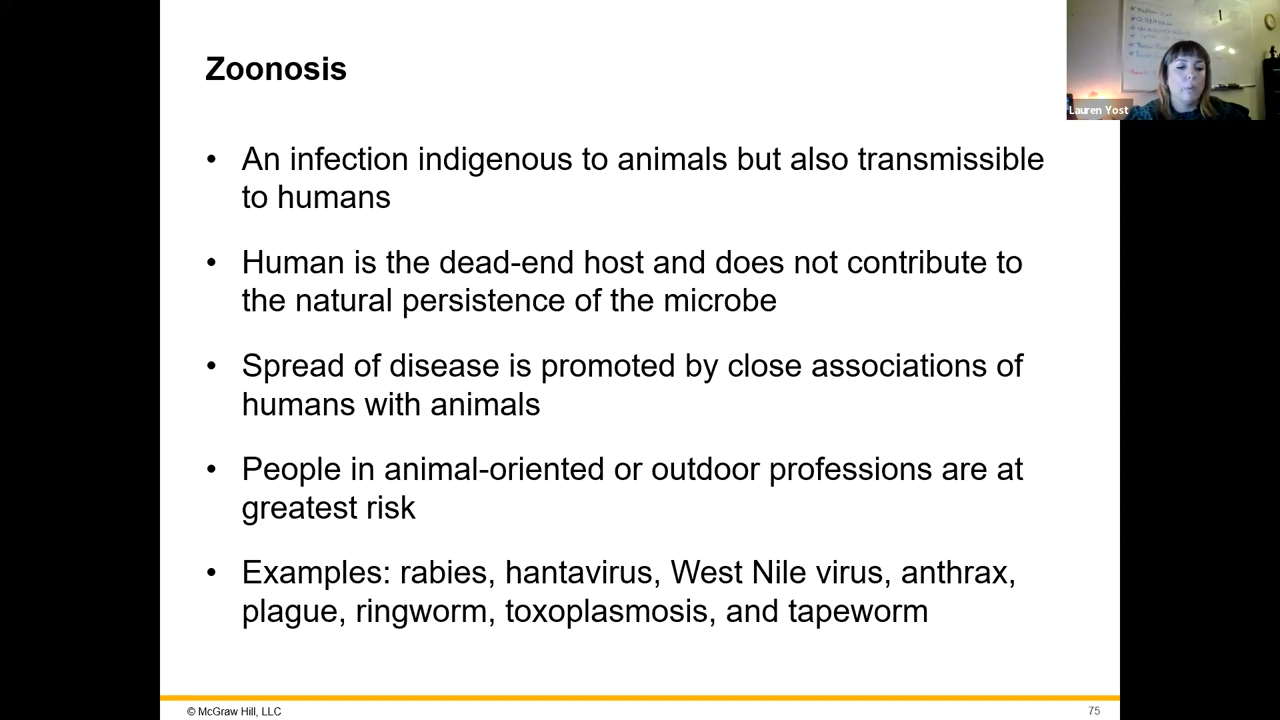 Zoonosis
Lauren Yost
• An infection indigenous to animals but also transmissible
to humans
• Human is the dead-end host and does not contribute to
the natural persistence of the microbe
• Spread of disease is promoted by close associations of
humans with animals
• People in animal-oriented or outdoor professions are at
greatest risk
• Examples: rabies, hantavirus, West Nile virus, anthrax,
plague, ringworm, toxoplasmosis, and tapeworm
© McGraw Hill, LLC
75